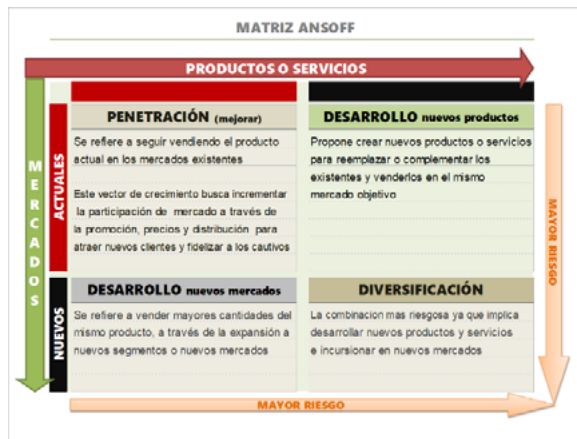 MATRIZ ANSOFF
PRODUCTOS O SERVICIOS
MERCADOS
ACTUALES
PENETRACIÓN (mejorar)
Se refiere a seguir vendiendo el producto
actual en los mercados existentes
Este vector de crecimiento busca incrementar
la participación de mercado a través de
la promoción, precios y distribución para
atraer nuevos clientes y fidelizar a los cautivos
DESARROLLO nuevos productos
Propone crear nuevos productos o servicios
para reemplazar o complementar los
existentes y venderlos en el mismo
mercado objetivo
MAYOR RIESGO
NUEVOS
DESARROLLO nuevos mercados
Se refiere a vender mayores cantidades del
mismo producto, a través de la expansión a
nuevos segmentos o nuevos mercados
DIVERSIFICACIÓN
La combinacion mas riesgosa ya que implica
desarrollar nuevos productos y servicios
e incursionar en nuevos mercados
MAYOR RIESGO